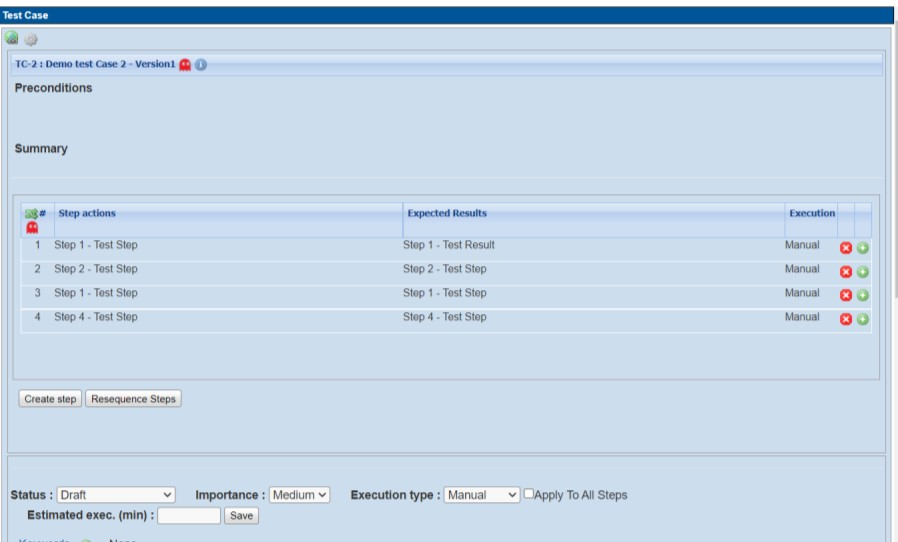 Test Case
TC-2 : Demo test Case 2 - Version1
Preconditions
Summary
# Step actions Expected Results Execution
1 Step 1 - Test Step Step 1 - Test Result Manual
2 Step 2 - Test Step Step 2 - Test Step Manual
3 Step 1 - Test Step Step 1 - Test Step Manual
4 Step 4 - Test Step Step 4 - Test Step Manual
Create step Resequence Steps
Status : Draft Importance : Medium Execution type : Manual Apply To All Steps
Estimated exec. (min) : Save